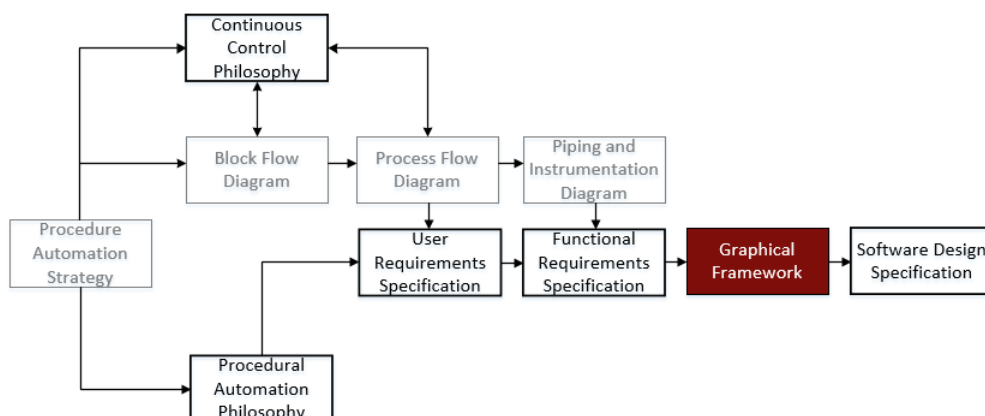 Continuous
Control
Philosophy
Block Flow
Diagram
Process Flow
Diagram
Piping and
Instrumentation
Diagram
Procedure
Automation
Strategy
User
Requirements
Specification
Functional
Requirements
Specification
Graphical
Framework
Software Design
Specification
Procedural
Automation
Philosophy